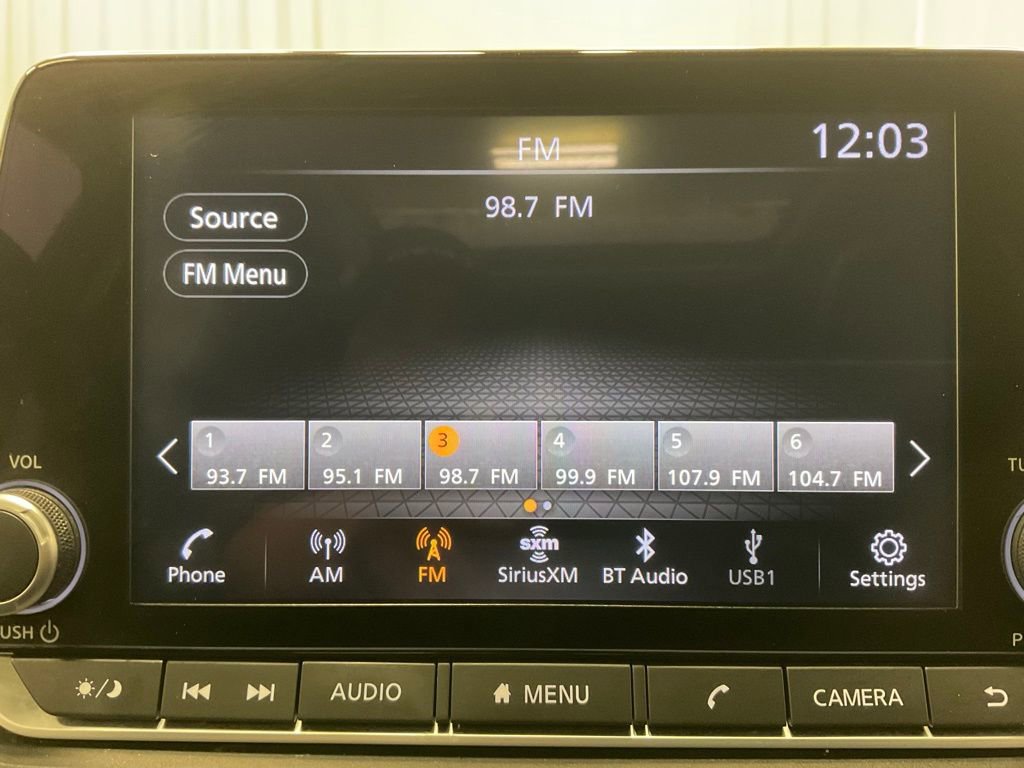 FM
12:03
Source
98.7 FM
FM Menu
1
2
3
4
5
6
93.7 FM
95.1 FM
98.7 FM
99.9 FM
107.9 FM
104.7 FM
VOL
sxm
Phone
AM
FM
SiriusXM
BT Audio
USB1
Settings
AUDIO
MENU
CAMERA